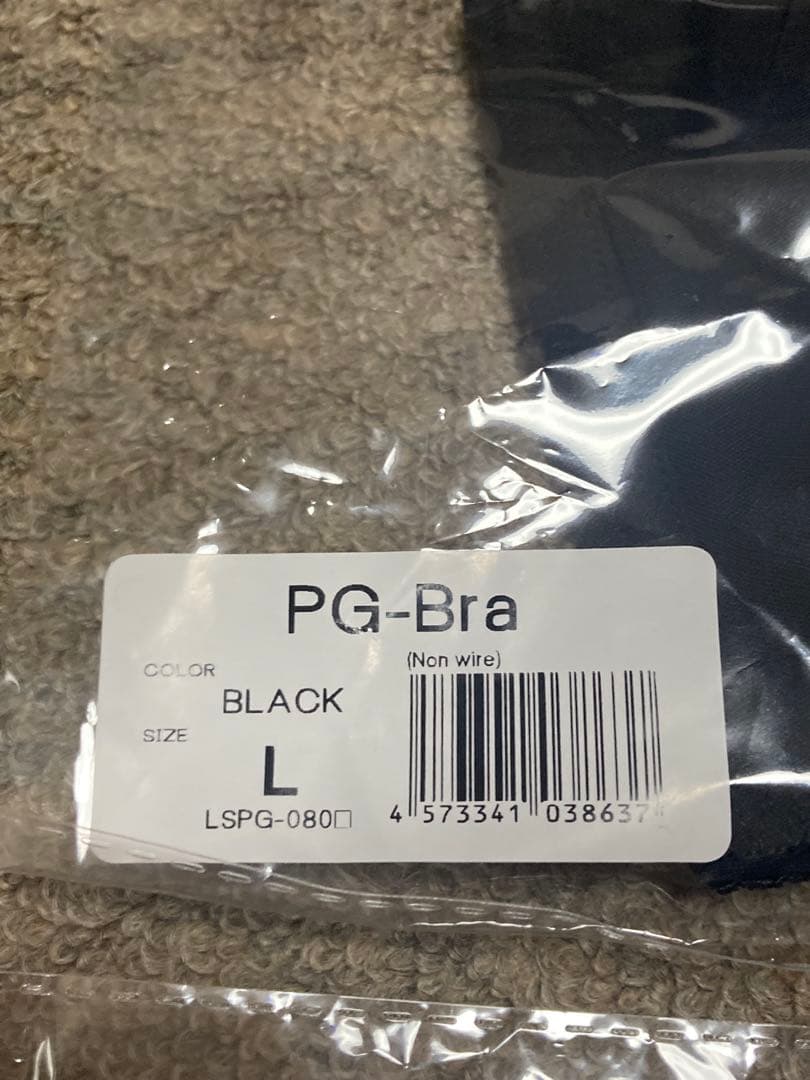 PG-Bra
(Non wire)
COLOR
BLACK
SIZE
L
LSPG-080□
4 573341 038637